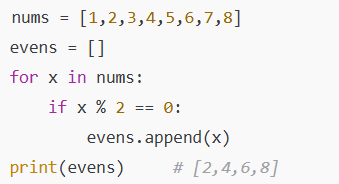 nums = [1,2,3,4,5,6,7,8]
evens = []
for x in nums:
    if x % 2 == 0:
        evens.append(x)
print(evens)     # [2,4,6,8]